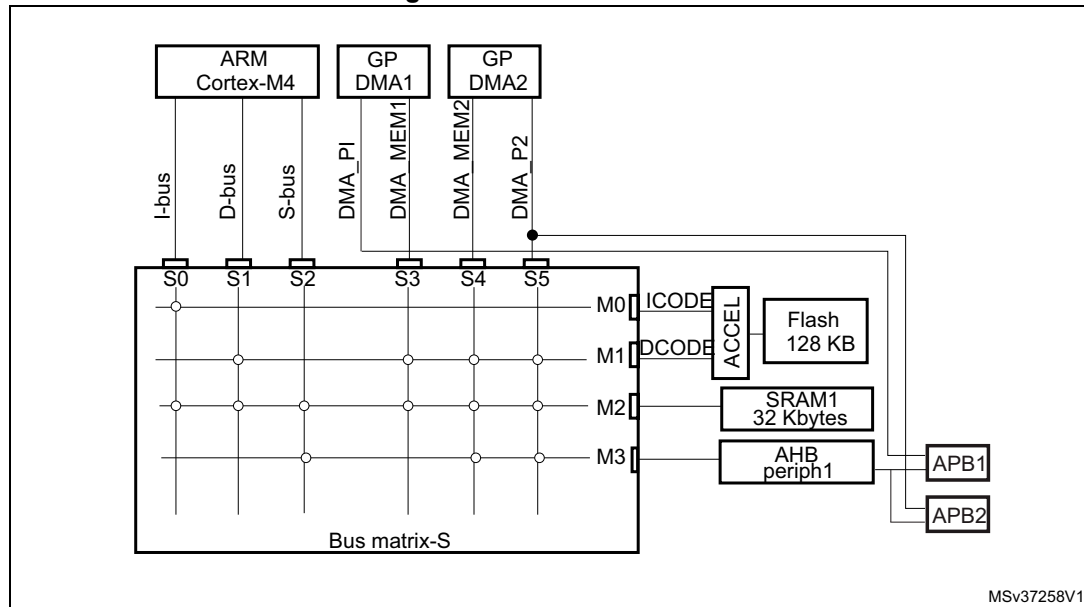 ARM
Cortex-M4
GP
DMA1
GP
DMA2
I-bus
D-bus
S-bus
DMA_PI
DMA_MEM1
DMA_MEM2
DMA_P2
S0
S1
S2
S3
S4
S5
M0
ICODE
M1
DCODE
ACCEL
Flash
128 KB
M2
SRAM1
32 Kbytes
M3
AHB
periph1
APB1
APB2
Bus matrix-S
MSv37258V1